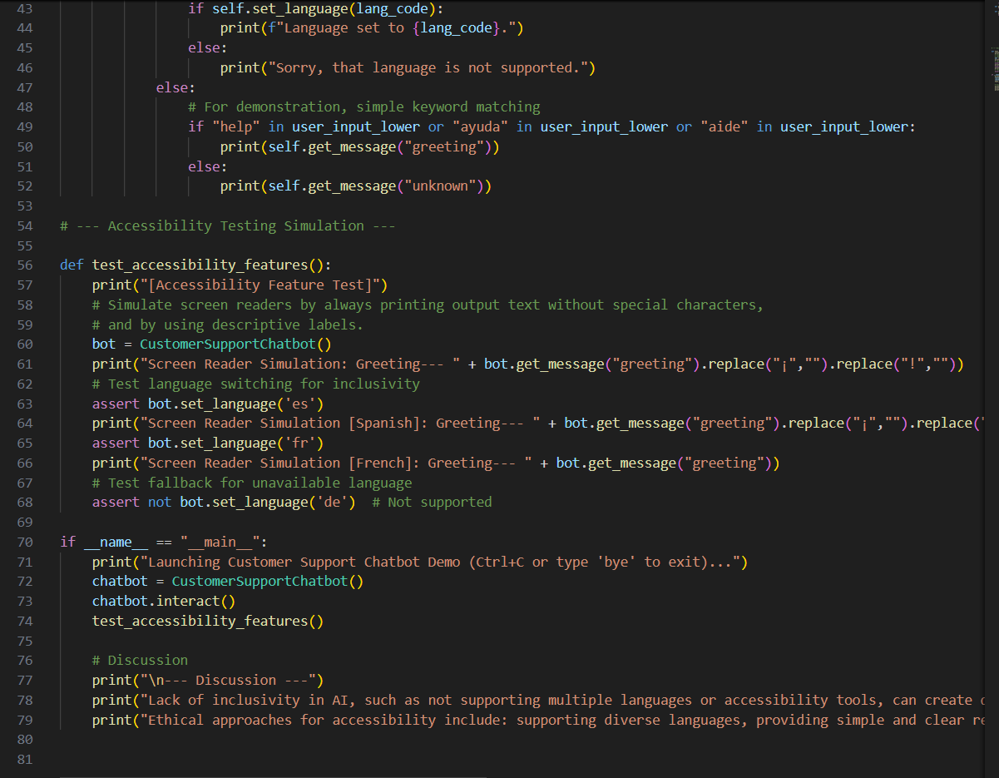 43 if self.set_language(lang_code):
44 print(f"Language set to {lang_code}.")
45 else:
46 print("Sorry, that language is not supported.")
47 else:
48 # For demonstration, simple keyword matching
49 if "help" in user_input_lower or "ayuda" in user_input_lower or "aide" in user_input_lower:
50 print(self.get_message("greeting"))
51 else:
52 print(self.get_message("unknown"))
53
54 # --- Accessibility Testing Simulation ---
55
56 def test_accessibility_features():
57 print("[Accessibility Feature Test]")
58 # Simulate screen readers by always printing output text without special characters,
59 # and by using descriptive labels.
60 bot = CustomerSupportChatbot()
61 print("Screen Reader Simulation: Greeting--- " + bot.get_message("greeting").replace("¡","").replace("!",""))
62 # Test language switching for inclusivity
63 assert bot.set_language('es')
64 print("Screen Reader Simulation [Spanish]: Greeting--- " + bot.get_message("greeting").replace("¡","").replace(
65 assert bot.set_language('fr')
66 print("Screen Reader Simulation [French]: Greeting--- " + bot.get_message("greeting"))
67 # Test fallback for unavailable language
68 assert not bot.set_language('de') # Not supported
69
70 if __name__ == "__main__":
71 print("Launching Customer Support Chatbot Demo (Ctrl+C or type 'bye' to exit)...")
72 chatbot = CustomerSupportChatbot()
73 chatbot.interact()
74 test_accessibility_features()
75
76 # Discussion
77 print("\n--- Discussion ---")
78 print("Lack of inclusivity in AI, such as not supporting multiple languages or accessibility tools, can create
79 print("Ethical approaches for accessibility include: supporting diverse languages, providing simple and clear
80
81